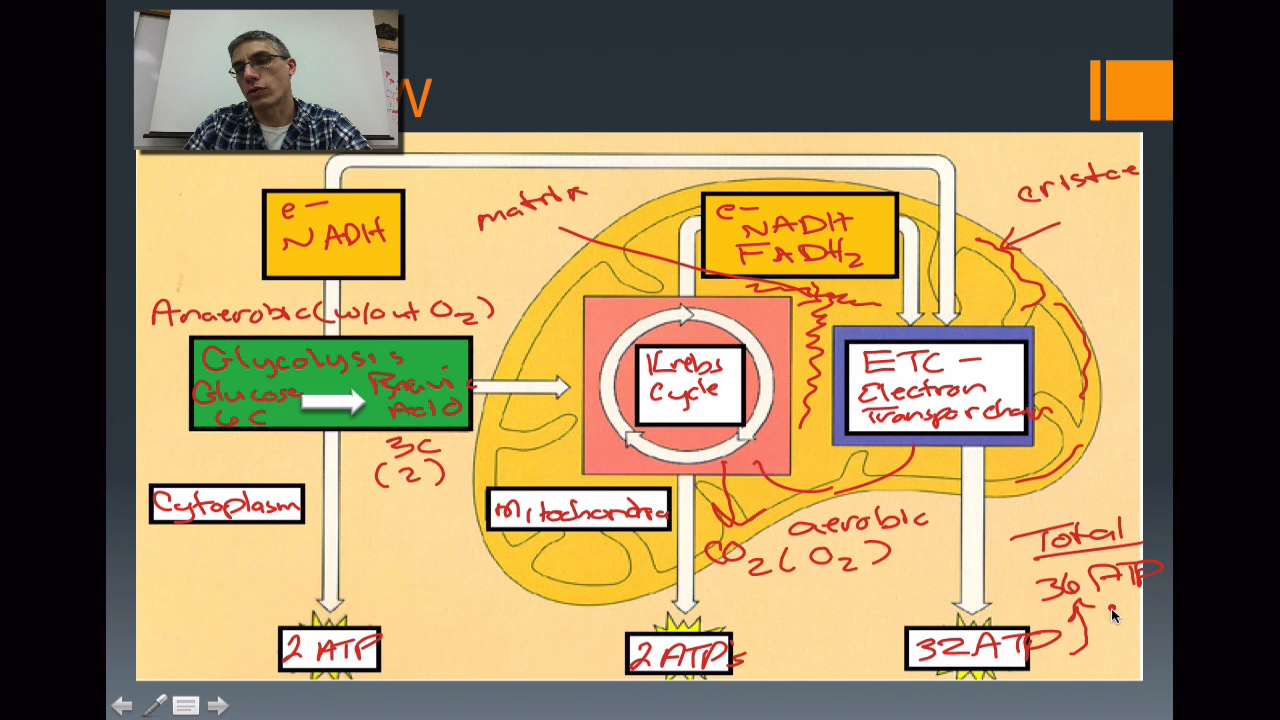 W
cristae
matrix
e-
NADH
e-
NADH
FADH2
Anaerobic (w/out O2)
Glycolysis
Glucose
6C
Pyruvic
Acid
3C
(2)
Krebs
Cycle
ETC -
Electron
Transport chain
Cytoplasm
Mitochondria
aerobic
CO2 (O2)
Total
36 ATP
2 ATP
2 ATP's
32 ATP